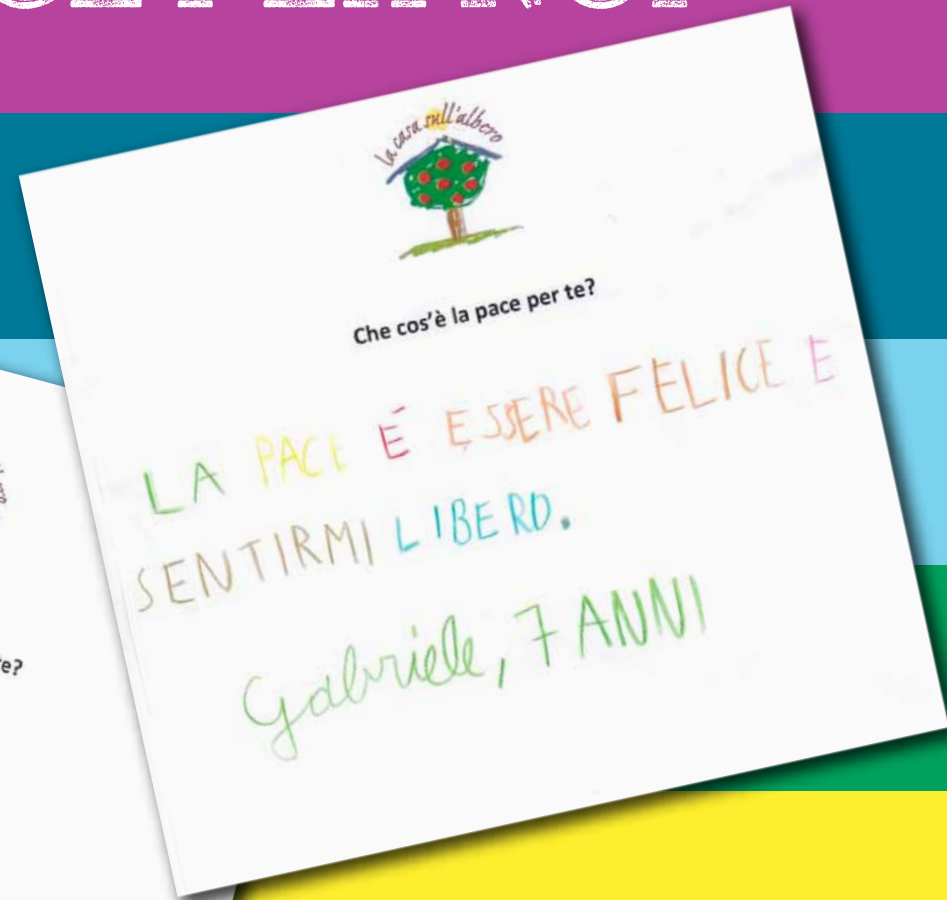 la casa sull'albero
Che cos'è la pace per te?
LA PACE É ESSERE FELICE E
SENTIRMI LIBERO.
Gabriele, 7 ANNI
e?